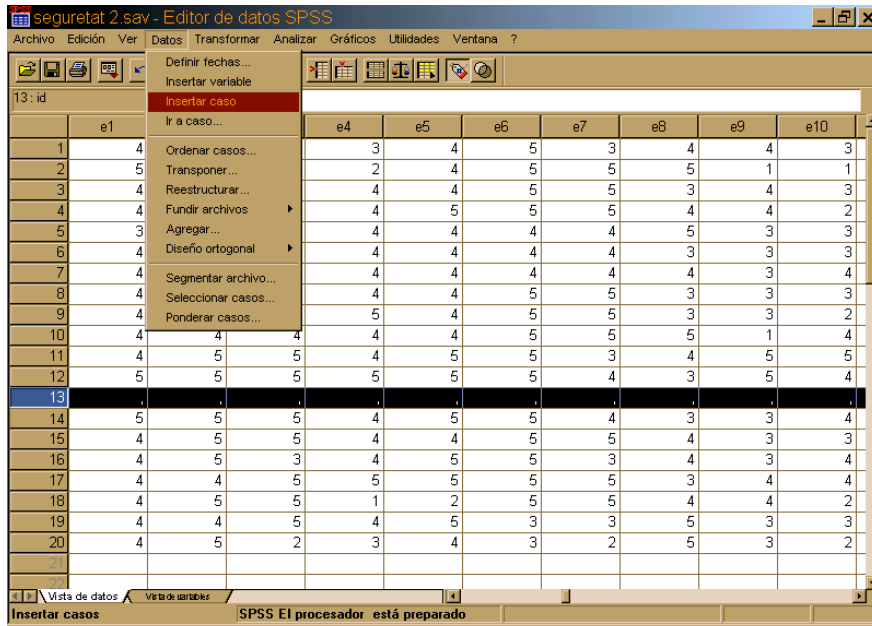 seguretat 2.sav - Editor de datos SPSS
Archivo Edición Ver Datos Transformar Analizar Gráficos Utilidades Ventana ?
Definir fechas...
Insertar variable
Insertar caso
Ir a caso...
Ordenar casos...
Transponer...
Reestructurar...
Fundir archivos
Agregar...
Diseño ortogonal
Segmentar archivo...
Seleccionar casos...
Ponderar casos...
13 : id
e1 e4 e5 e6 e7 e8 e9 e10
1 4 3 4 5 3 4 4 3
2 5 2 4 5 5 5 1 1
3 4 4 4 5 5 3 4 3
4 4 4 5 5 5 4 4 2
5 3 4 4 4 4 5 3 3
6 4 4 4 4 4 3 3 3
7 4 4 4 4 4 4 3 4
8 4 4 4 5 5 3 3 3
9 4 5 4 5 5 3 3 2
10 4 4 4 4 4 5 5 5 1 4
11 4 5 5 4 5 5 3 4 5 5
12 5 5 5 5 5 5 4 3 5 4
13 , , , , , , , , , ,
14 5 5 5 4 5 5 4 3 3 4
15 4 5 5 4 4 5 5 4 3 3
16 4 5 3 4 5 5 3 4 3 4
17 4 4 5 5 5 5 5 3 4 4
18 4 5 5 1 2 5 5 4 4 2
19 4 4 5 4 5 3 3 5 3 3
20 4 5 2 3 4 3 2 5 3 2
21
22
Vista de datos Vista de variables
Insertar casos SPSS El procesador está preparado